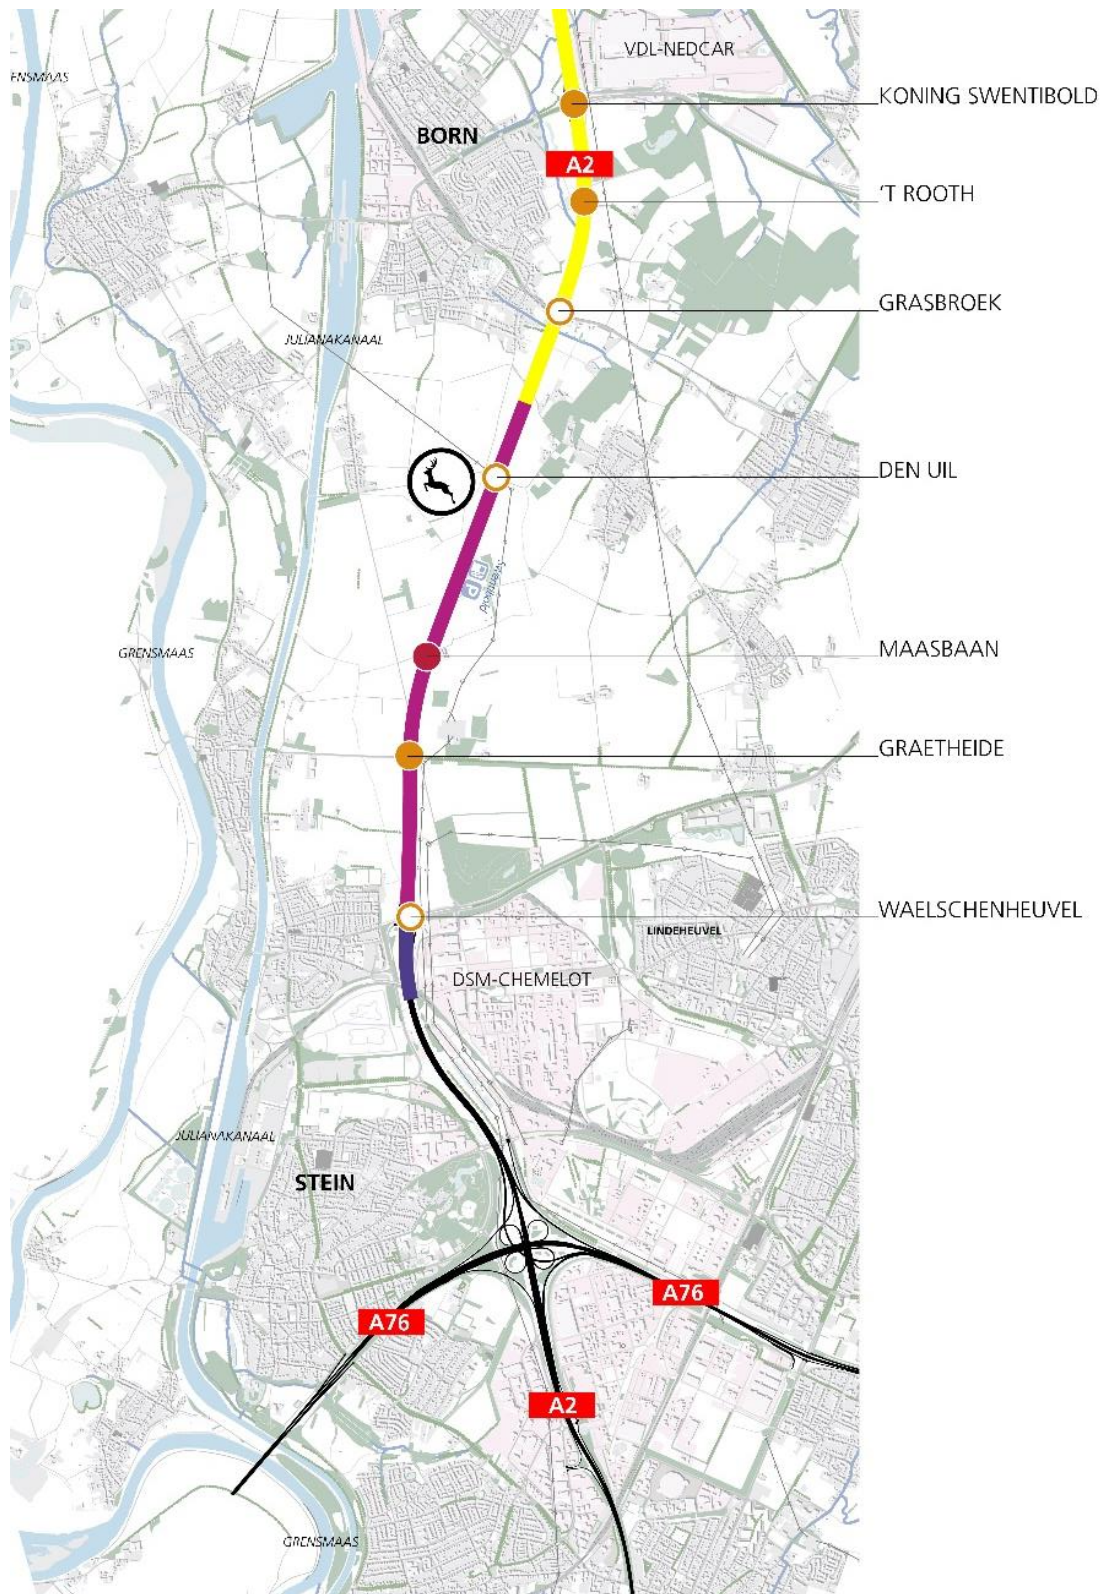 VDL-NEDCAR
ENSMAAS
KONING SWENTIBOLD
BORN
A2
'T ROOTH
GRASBROEK
JULIANAKANAAL
DEN UIL
P
GRENSMAAS
MAASBAAN
GRAETHEIDE
WAELSCHENHEUVEL
LINDEHEUVEL
DSM-CHEMELOT
JULIANAKANAAL
STEIN
A76
A76
A2
GRENSMAAS